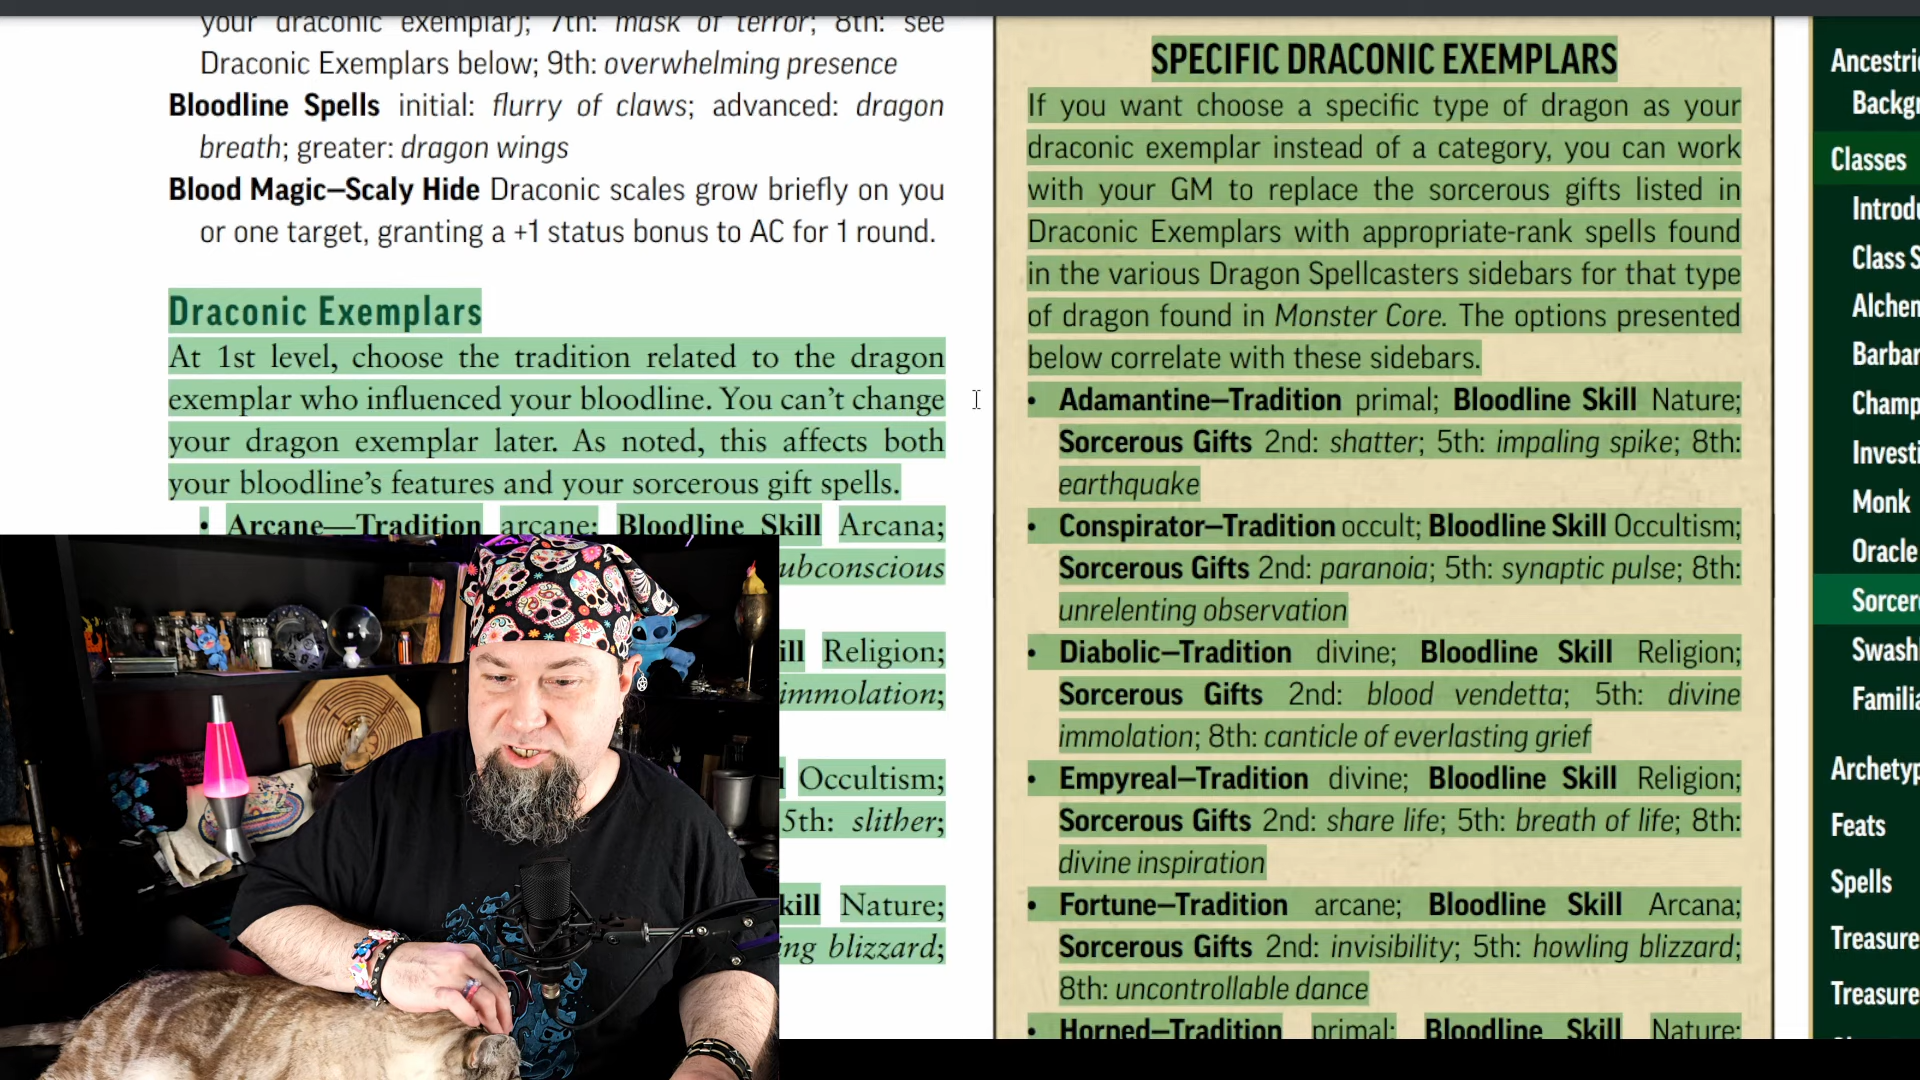 your draconic exemplar); 7th: mask of terror; 8th: see
Draconic Exemplars below; 9th: overwhelming presence
Bloodline Spells initial: flurry of claws; advanced: dragon
breath; greater: dragon wings
Blood Magic—Scaly Hide Draconic scales grow briefly on you
or one target, granting a +1 status bonus to AC for 1 round.
Draconic Exemplars
At 1st level, choose the tradition related to the dragon
exemplar who influenced your bloodline. You can't change
your dragon exemplar later. As noted, this affects both
your bloodline's features and your sorcerous gift spells.
• Arcane—Tradition arcane; Bloodline Skill Arcana;
ubconscious
ill Religion;
immolation;
Occultism;
5th: slither;
kill Nature;
ing blizzard;
SPECIFIC DRACONIC EXEMPLARS
If you want choose a specific type of dragon as your
draconic exemplar instead of a category, you can work
with your GM to replace the sorcerous gifts listed in
Draconic Exemplars with appropriate-rank spells found
in the various Dragon Spellcasters sidebars for that type
of dragon found in Monster Core. The options presented
below correlate with these sidebars.
• Adamantine—Tradition primal; Bloodline Skill Nature;
Sorcerous Gifts 2nd: shatter; 5th: impaling spike; 8th:
earthquake
• Conspirator—Tradition occult; Bloodline Skill Occultism;
Sorcerous Gifts 2nd: paranoia; 5th: synaptic pulse; 8th:
unrelenting observation
• Diabolic—Tradition divine; Bloodline Skill Religion;
Sorcerous Gifts 2nd: blood vendetta; 5th: divine
immolation; 8th: canticle of everlasting grief
• Empyreal—Tradition divine; Bloodline Skill Religion;
Sorcerous Gifts 2nd: share life; 5th: breath of life; 8th:
divine inspiration
• Fortune—Tradition arcane; Bloodline Skill Arcana;
Sorcerous Gifts 2nd: invisibility; 5th: howling blizzard;
8th: uncontrollable dance
• Horned—Tradition primal; Bloodline Skill Nature;
Ancestri
Backgr
Classes
Introdu
Class S
Alchem
Barbar
Champ
Investi
Monk
Oracle
Sorcer
Swash
Familia
Archetyp
Feats
Spells
Treasure
Treasure